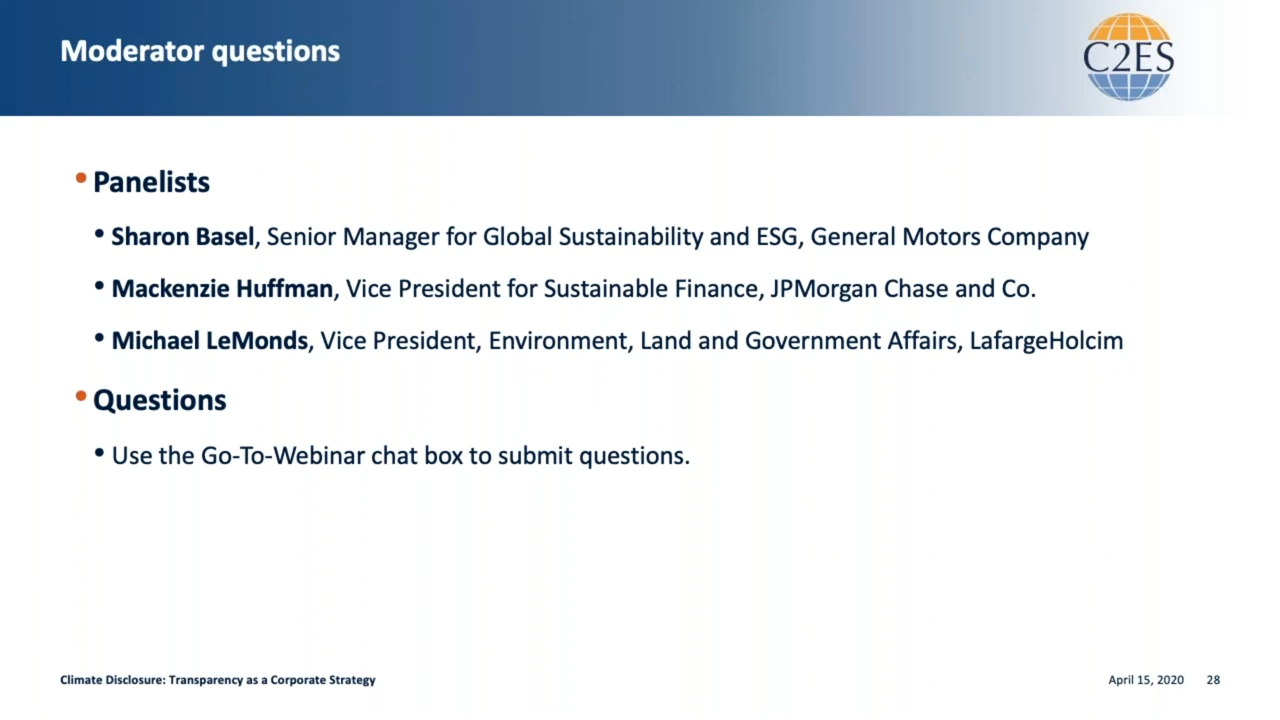 Moderator questions
C2ES
• Panelists
• Sharon Basel, Senior Manager for Global Sustainability and ESG, General Motors Company
• Mackenzie Huffman, Vice President for Sustainable Finance, JPMorgan Chase and Co.
• Michael LeMonds, Vice President, Environment, Land and Government Affairs, LafargeHolcim
• Questions
• Use the Go-To-Webinar chat box to submit questions.
Climate Disclosure: Transparency as a Corporate Strategy
April 15, 2020 28